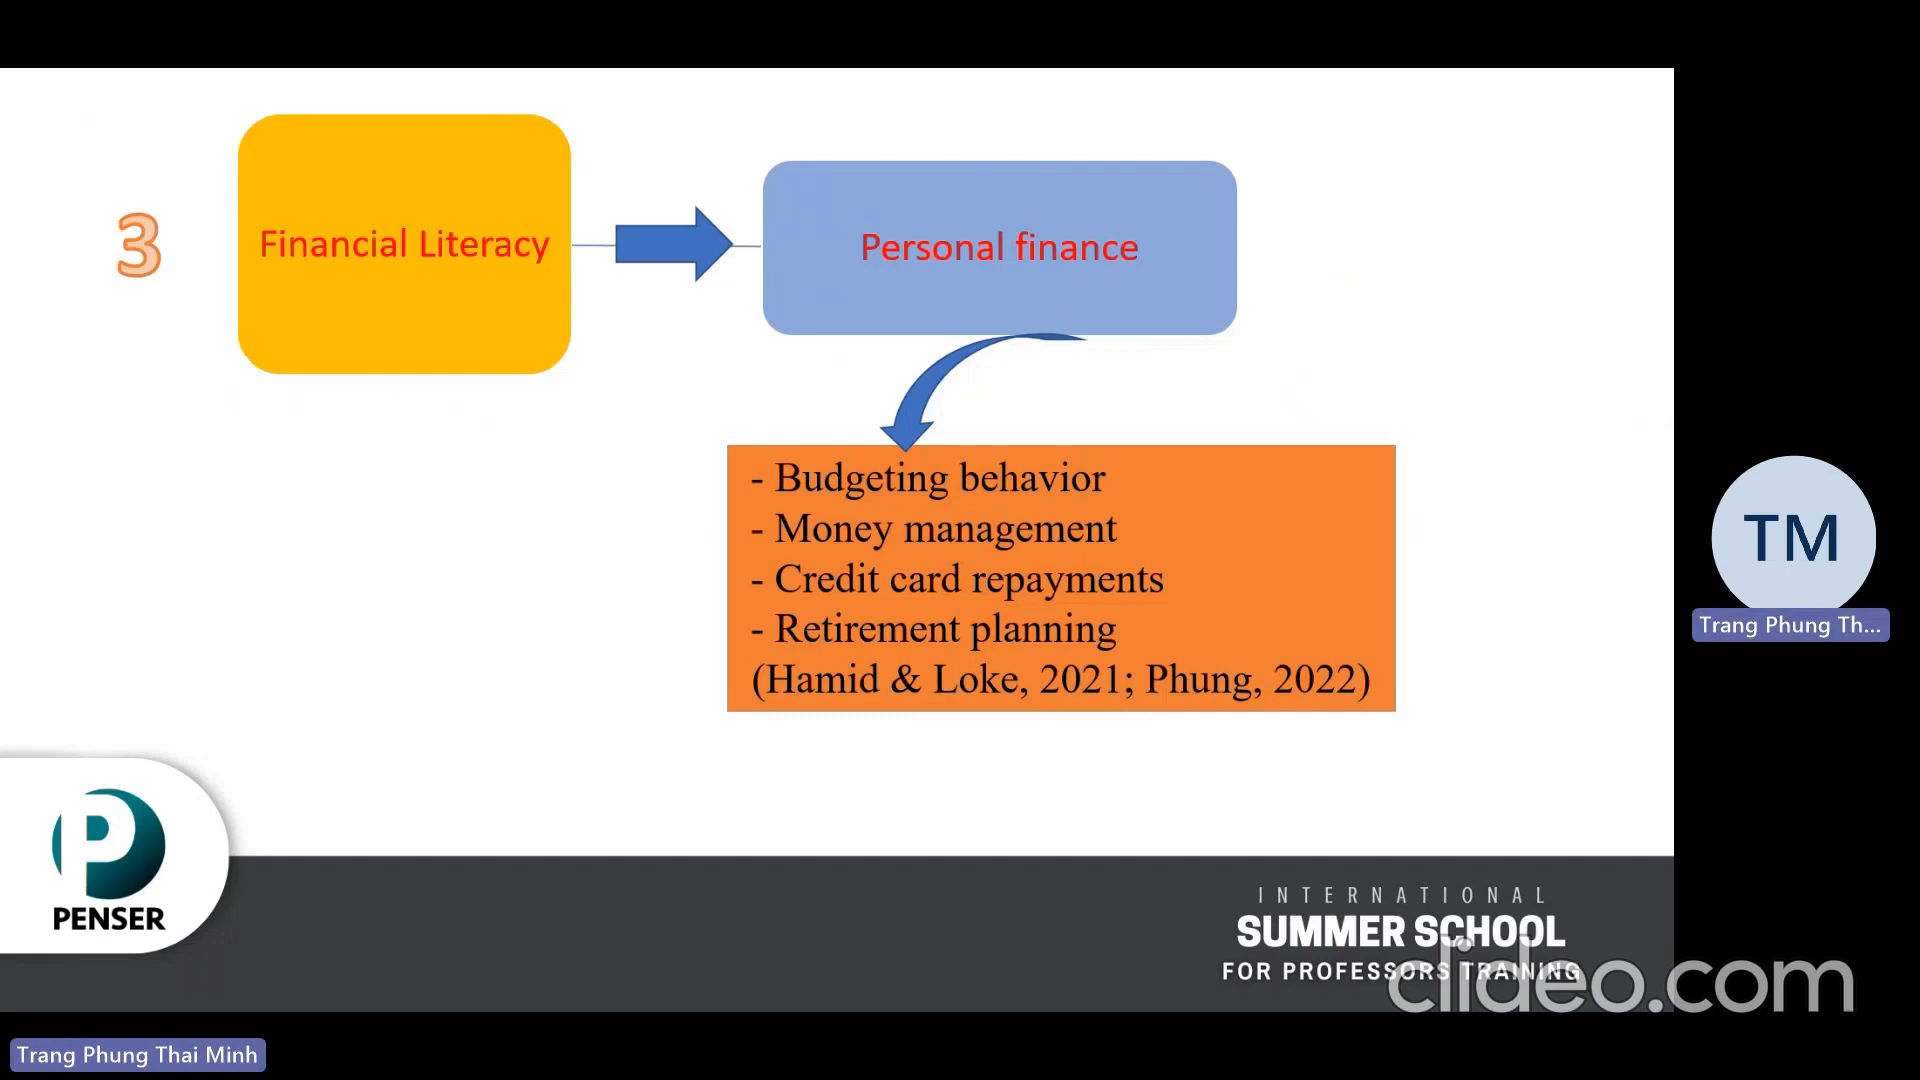 3
Financial Literacy
Personal finance
- Budgeting behavior
- Money management
- Credit card repayments
- Retirement planning
(Hamid & Loke, 2021; Phung, 2022)
TM
Trang Phung Th...
P
PENSER
INTERNATIONAL
SUMMER SCHOOL
FOR PROFESSORS TRAINING
clideo.com
Trang Phung Thai Minh